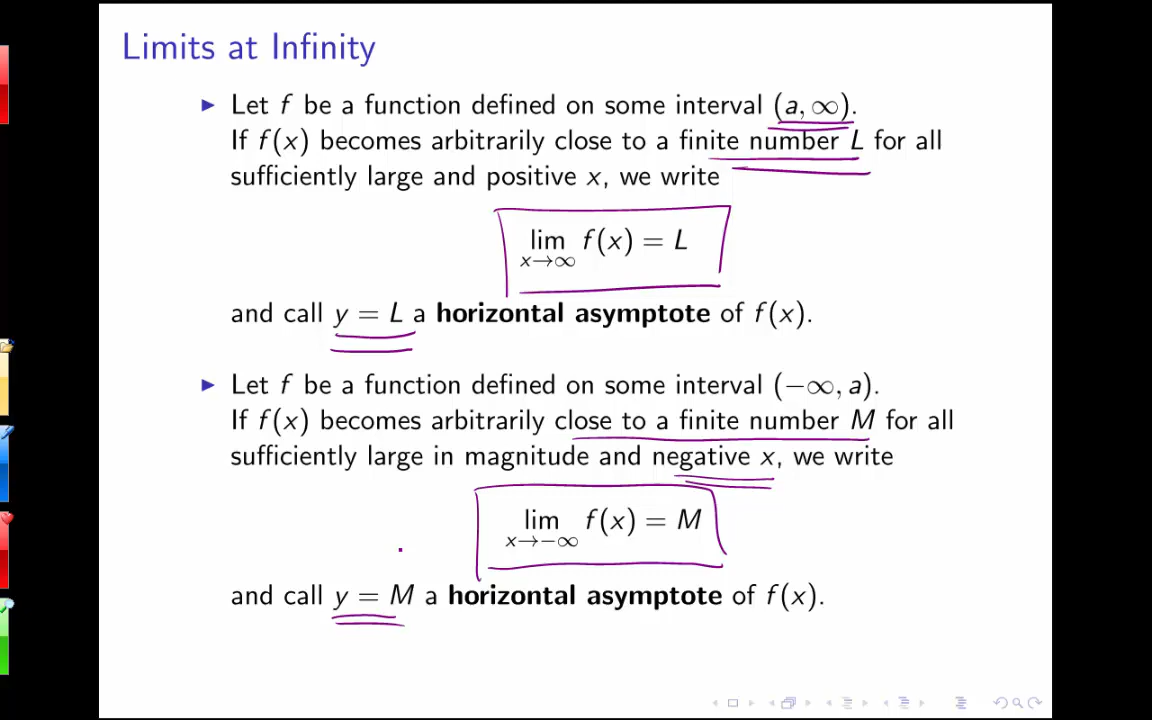 Limits at Infinity
▶ Let f be a function defined on some interval (a, ∞).
If f(x) becomes arbitrarily close to a finite number L for all
sufficiently large and positive x, we write
lim f(x) = L
x→∞
and call y = L a horizontal asymptote of f(x).
▶ Let f be a function defined on some interval (−∞, a).
If f(x) becomes arbitrarily close to a finite number M for all
sufficiently large in magnitude and negative x, we write
lim f(x) = M
x→−∞
and call y = M a horizontal asymptote of f(x).